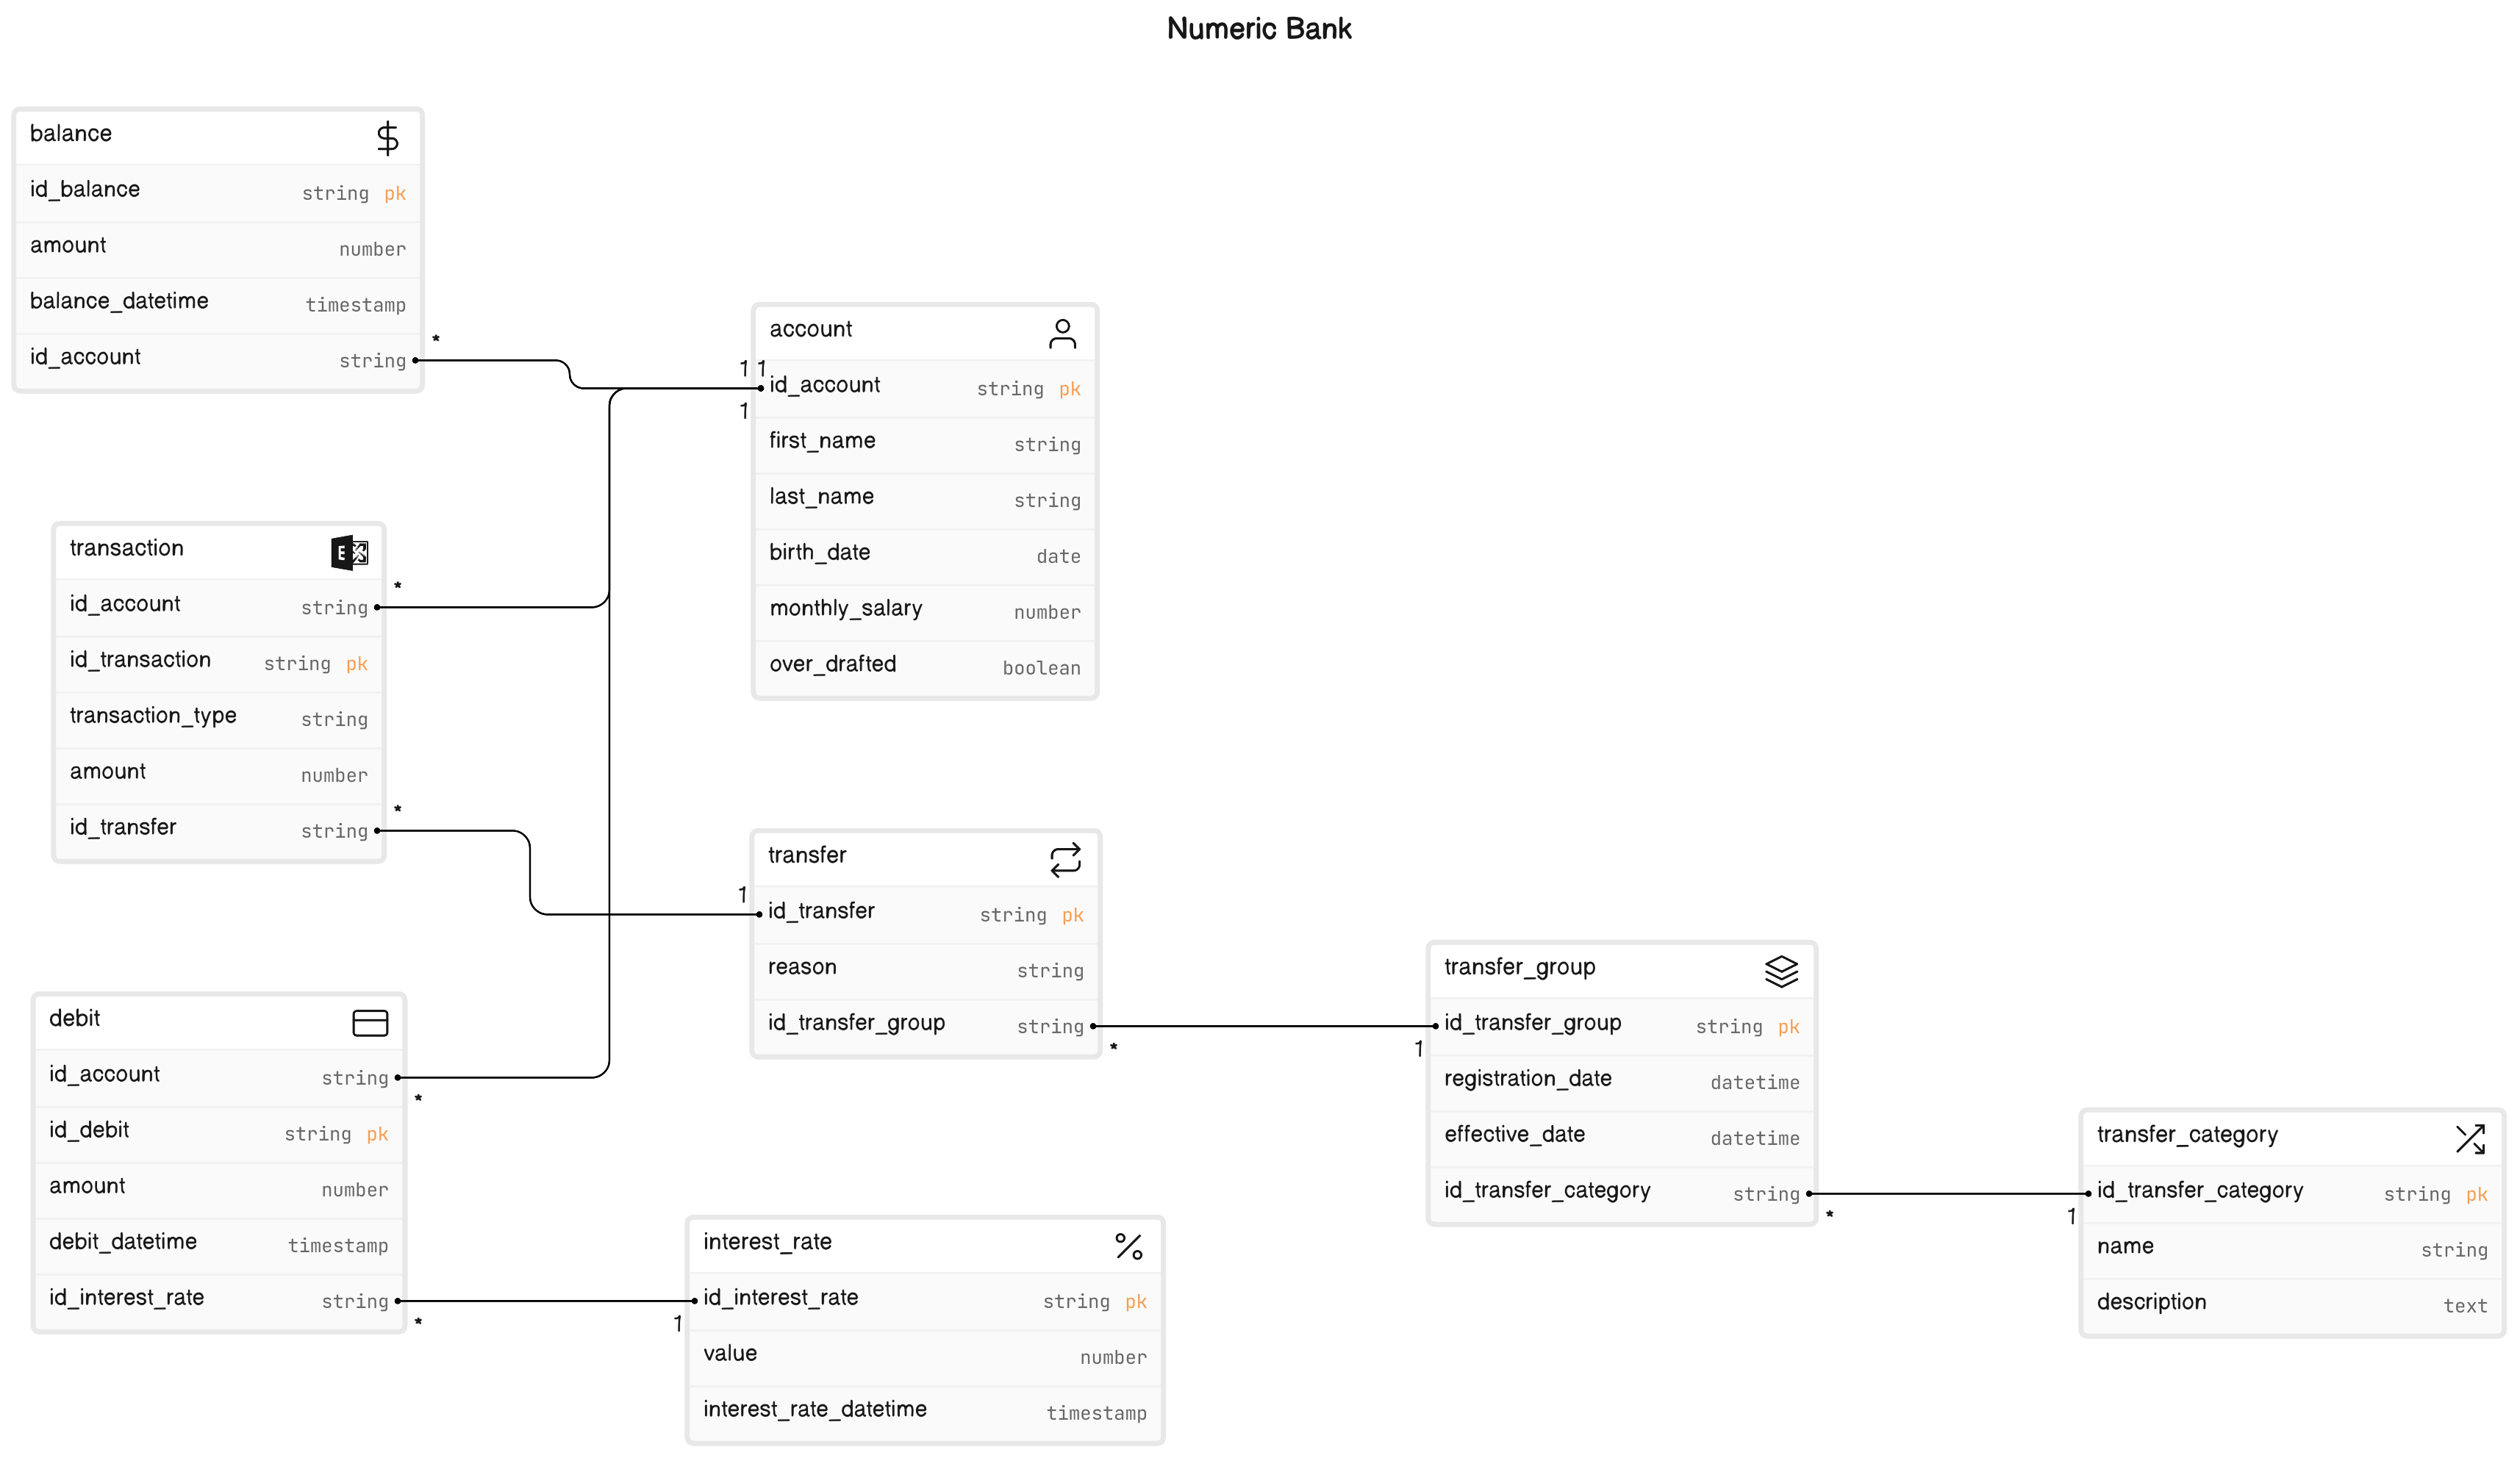 Numeric Bank
balance
id_balance string pk
amount number
balance_datetime timestamp
id_account string
*
account
1 1
id_account string pk
1
first_name string
last_name string
birth_date date
monthly_salary number
over_drafted boolean
transaction
E
*
id_account string
id_transaction string pk
transaction_type string
amount number
*
id_transfer string
transfer
1
id_transfer string pk
reason string
id_transfer_group string
*
transfer_group
id_transfer_group string pk
1
registration_date datetime
effective_date datetime
id_transfer_category string
*
transfer_category
id_transfer_category string pk
1
name string
description text
debit
id_account string
*
id_debit string pk
amount number
debit_datetime timestamp
id_interest_rate string
*
interest_rate
id_interest_rate string pk
1
value number
interest_rate_datetime timestamp